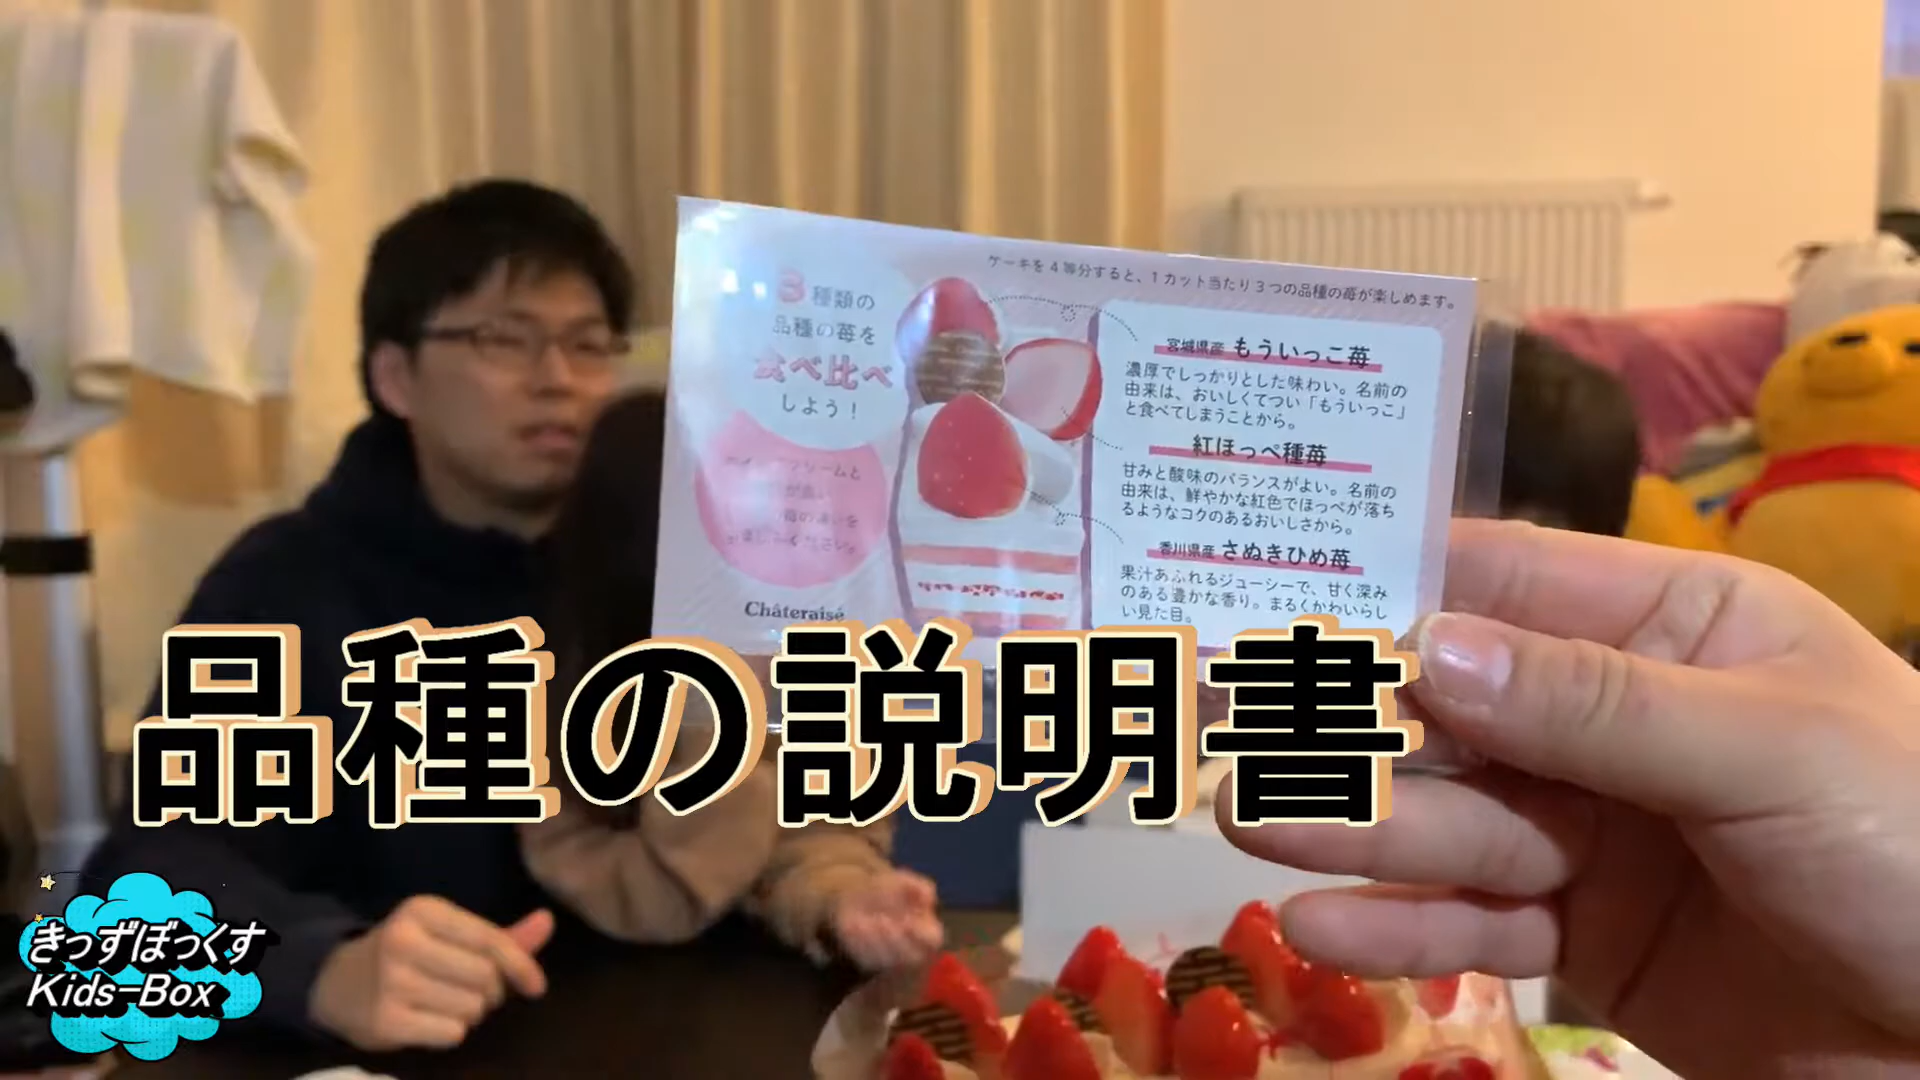 ケーキを4等分すると、1カット当たり3つの品種の苺が楽しめます。
3種類の
品種の苺を
食べ比べ
しよう！
Châteraisé
宮城県産 もういっこ苺
濃厚でしっかりとした味わい。名前の
由来は、おいしくてつい「もういっこ」
と食べてしまうことから。
紅ほっぺ種苺
甘みと酸味のバランスがよい。名前の
由来は、鮮やかな紅色でほっぺが落ち
るようなコクのあるおいしさから。
香川県産 さぬきひめ苺
果汁あふれるジューシーで、甘く深み
のある豊かな香り。まるくかわいらし
い見た目。
品種の説明書
きっずぼっくす
Kids-Box